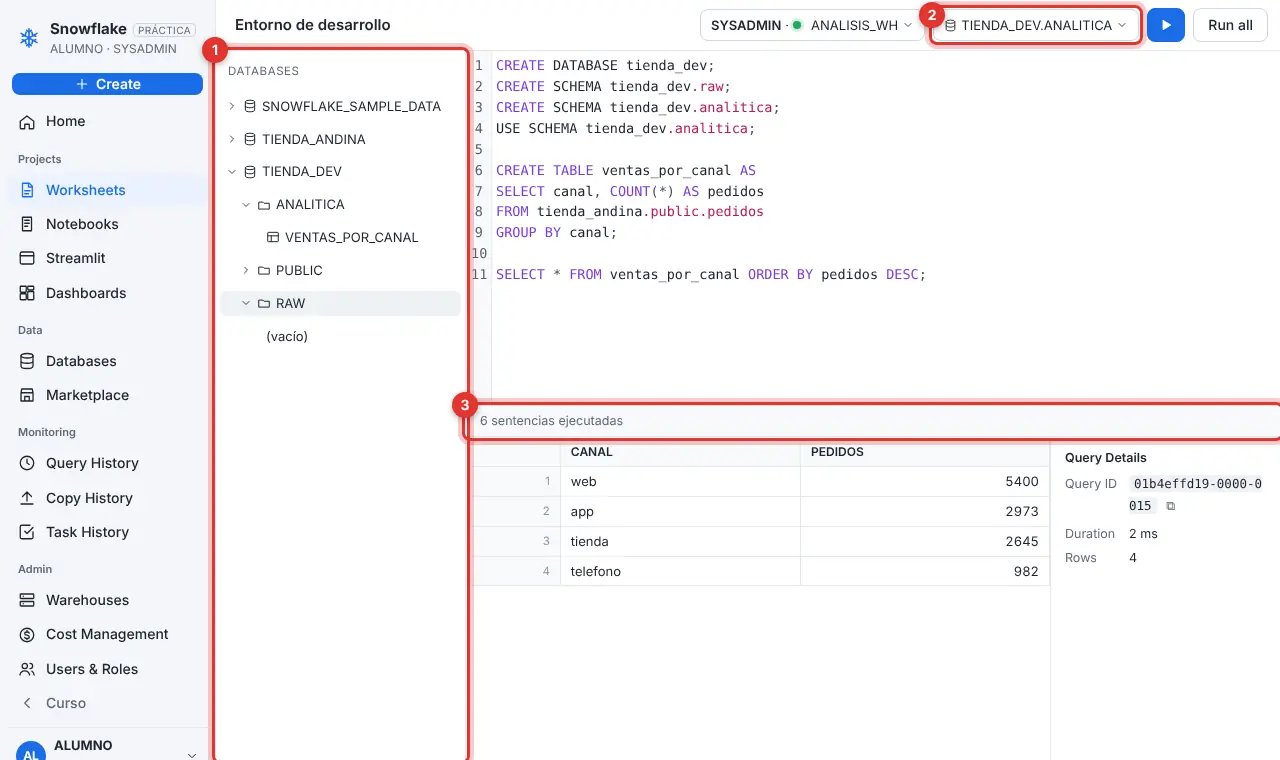 Snowflake PRÁCTICA
ALUMNO · SYSADMIN
+ Create
Home
Projects
Worksheets
Notebooks
Streamlit
Dashboards
Data
Databases
Marketplace
Monitoring
Query History
Copy History
Task History
Admin
Warehouses
Cost Management
Users & Roles
Curso
AL
ALUMNO
Entorno de desarrollo
SYSADMIN · ANALISIS_WH
2
TIENDA_DEV.ANALITICA
Run all
1
DATABASES
SNOWFLAKE_SAMPLE_DATA
TIENDA_ANDINA
TIENDA_DEV
ANALITICA
VENTAS_POR_CANAL
PUBLIC
RAW
(vacío)
1 CREATE DATABASE tienda_dev;
2 CREATE SCHEMA tienda_dev.raw;
3 CREATE SCHEMA tienda_dev.analitica;
4 USE SCHEMA tienda_dev.analitica;
5
6 CREATE TABLE ventas_por_canal AS
7 SELECT canal, COUNT(*) AS pedidos
8 FROM tienda_andina.public.pedidos
9 GROUP BY canal;
10
11 SELECT * FROM ventas_por_canal ORDER BY pedidos DESC;
3
6 sentencias ejecutadas
CANAL PEDIDOS
1 web 5400
2 app 2973
3 tienda 2645
4 telefono 982
Query Details
Query ID 01b4effd19-0000-0
015
Duration 2 ms
Rows 4